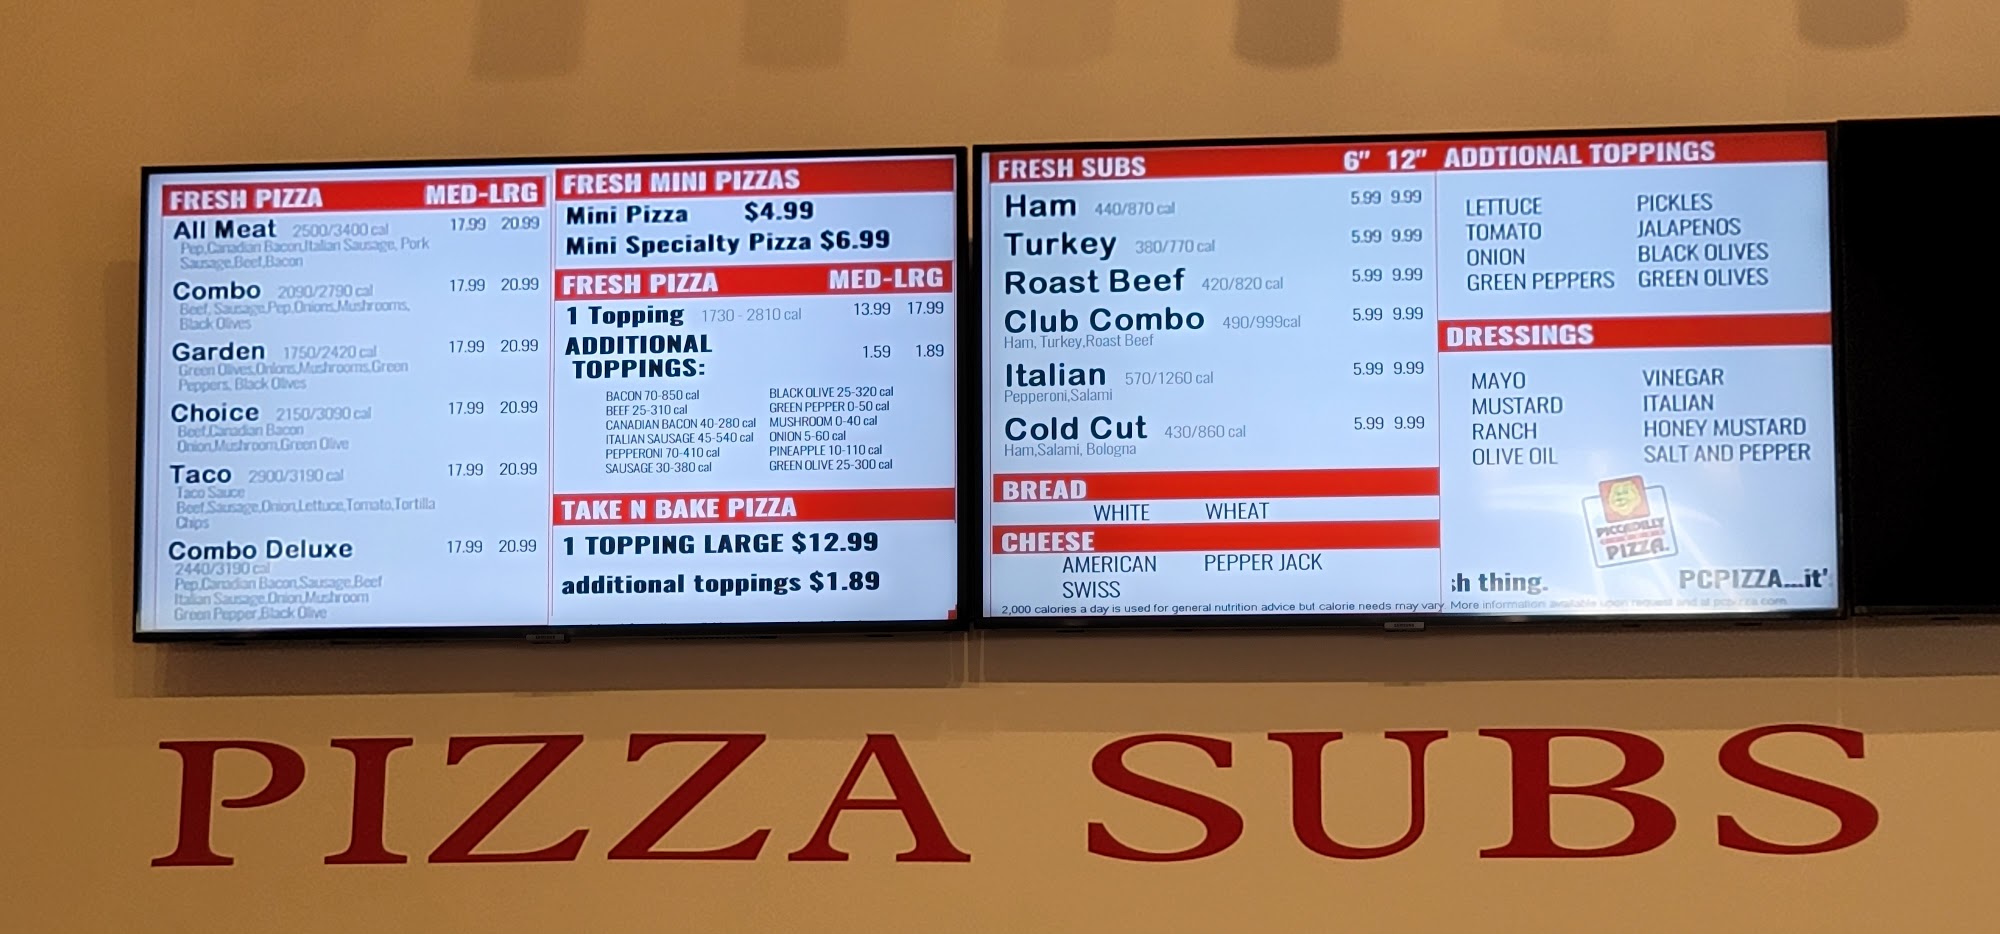 FRESH PIZZA MED-LRG
All Meat 2500/3400 cal 17.99 20.99
Pep,Canadian Bacon,Italian Sausage, Pork
Sausage,Beef,Bacon
Combo 2090/2790 cal 17.99 20.99
Beef, Sausage,Pep,Onions,Mushrooms,
Black Olives
Garden 1750/2420 cal 17.99 20.99
Green Olives,Onions,Mushrooms,Green
Peppers, Black Olives
Choice 2150/3090 cal 17.99 20.99
Beef,Canadian Bacon
Onion,Mushroom,Green Olive
Taco 2900/3190 cal 17.99 20.99
Taco Sauce
Beef,Sausage,Onion,Lettuce,Tomato,Tortilla
Chips
Combo Deluxe 17.99 20.99
2440/3190 cal
Pep,Canadian Bacon,Sausage,Beef
Italian Sausage,Onion,Mushroom
Green Pepper,Black Olive
FRESH MINI PIZZAS
Mini Pizza $4.99
Mini Specialty Pizza $6.99
FRESH PIZZA MED-LRG
1 Topping 1730 - 2810 cal 13.99 17.99
ADDITIONAL
TOPPINGS: 1.59 1.89
BACON 70-850 cal
BEEF 25-310 cal
CANADIAN BACON 40-280 cal
ITALIAN SAUSAGE 45-540 cal
PEPPERONI 70-410 cal
SAUSAGE 30-380 cal
BLACK OLIVE 25-320 cal
GREEN PEPPER 0-50 cal
MUSHROOM 0-40 cal
ONION 5-60 cal
PINEAPPLE 10-110 cal
GREEN OLIVE 25-300 cal
TAKE N BAKE PIZZA
1 TOPPING LARGE $12.99
additional toppings $1.89
FRESH SUBS 6" 12"
Ham 440/870 cal 5.99 9.99
Turkey 380/770 cal 5.99 9.99
Roast Beef 420/820 cal 5.99 9.99
Club Combo 490/999cal 5.99 9.99
Ham, Turkey,Roast Beef
Italian 570/1260 cal 5.99 9.99
Pepperoni,Salami
Cold Cut 430/860 cal 5.99 9.99
Ham,Salami, Bologna
BREAD
WHITE WHEAT
CHEESE
AMERICAN PEPPER JACK
SWISS
ADDTIONAL TOPPINGS
LETTUCE PICKLES
TOMATO JALAPENOS
ONION BLACK OLIVES
GREEN PEPPERS GREEN OLIVES
DRESSINGS
MAYO VINEGAR
MUSTARD ITALIAN
RANCH HONEY MUSTARD
OLIVE OIL SALT AND PEPPER
PICCADILLY
PIZZA.
h thing. PCPIZZA...it'
2,000 calories a day is used for general nutrition advice but calorie needs may vary. More information available upon request and at pcpizza.com
PIZZA SUBS